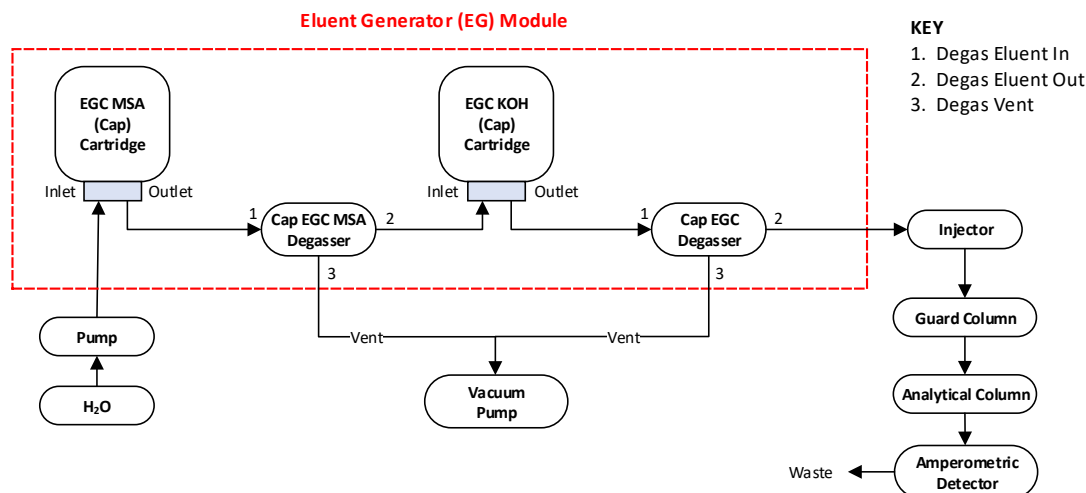 Eluent Generator (EG) Module
KEY
1. Degas Eluent In
2. Degas Eluent Out
3. Degas Vent
EGC MSA
(Cap)
Cartridge
Inlet
Outlet
EGC KOH
(Cap)
Cartridge
Inlet
Outlet
1
Cap EGC MSA
Degasser
2
3
1
Cap EGC
Degasser
2
3
Injector
Pump
H₂O
Vent
Vent
Vacuum
Pump
Guard Column
Analytical Column
Amperometric
Detector
Waste